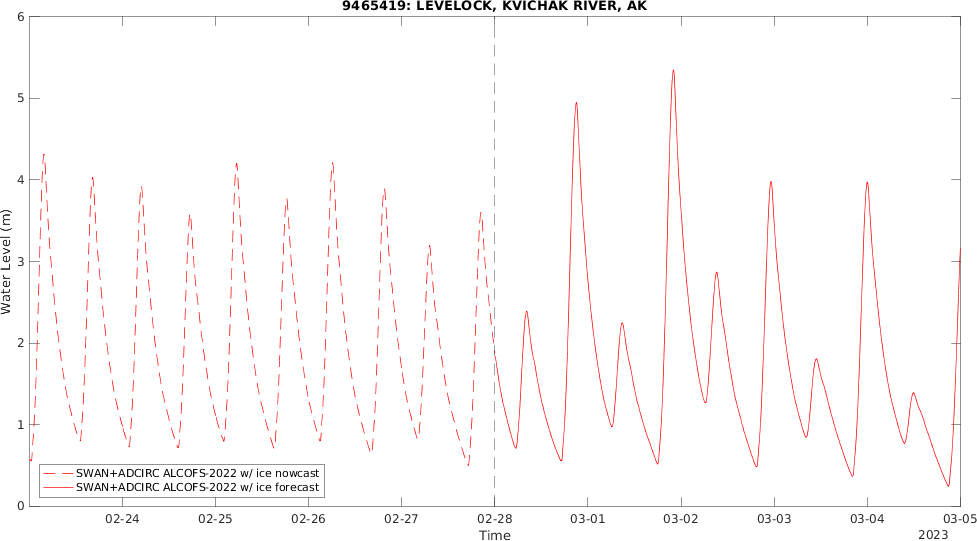 9465419: LEVELOCK, KVICHAK RIVER, AK
6
5
4
3
2
1
0
Water Level (m)
SWAN+ADCIRC ALCOFS-2022 w/ ice nowcast
SWAN+ADCIRC ALCOFS-2022 w/ ice forecast
02-24 02-25 02-26 02-27 02-28 03-01 03-02 03-03 03-04 03-05
Time
2023